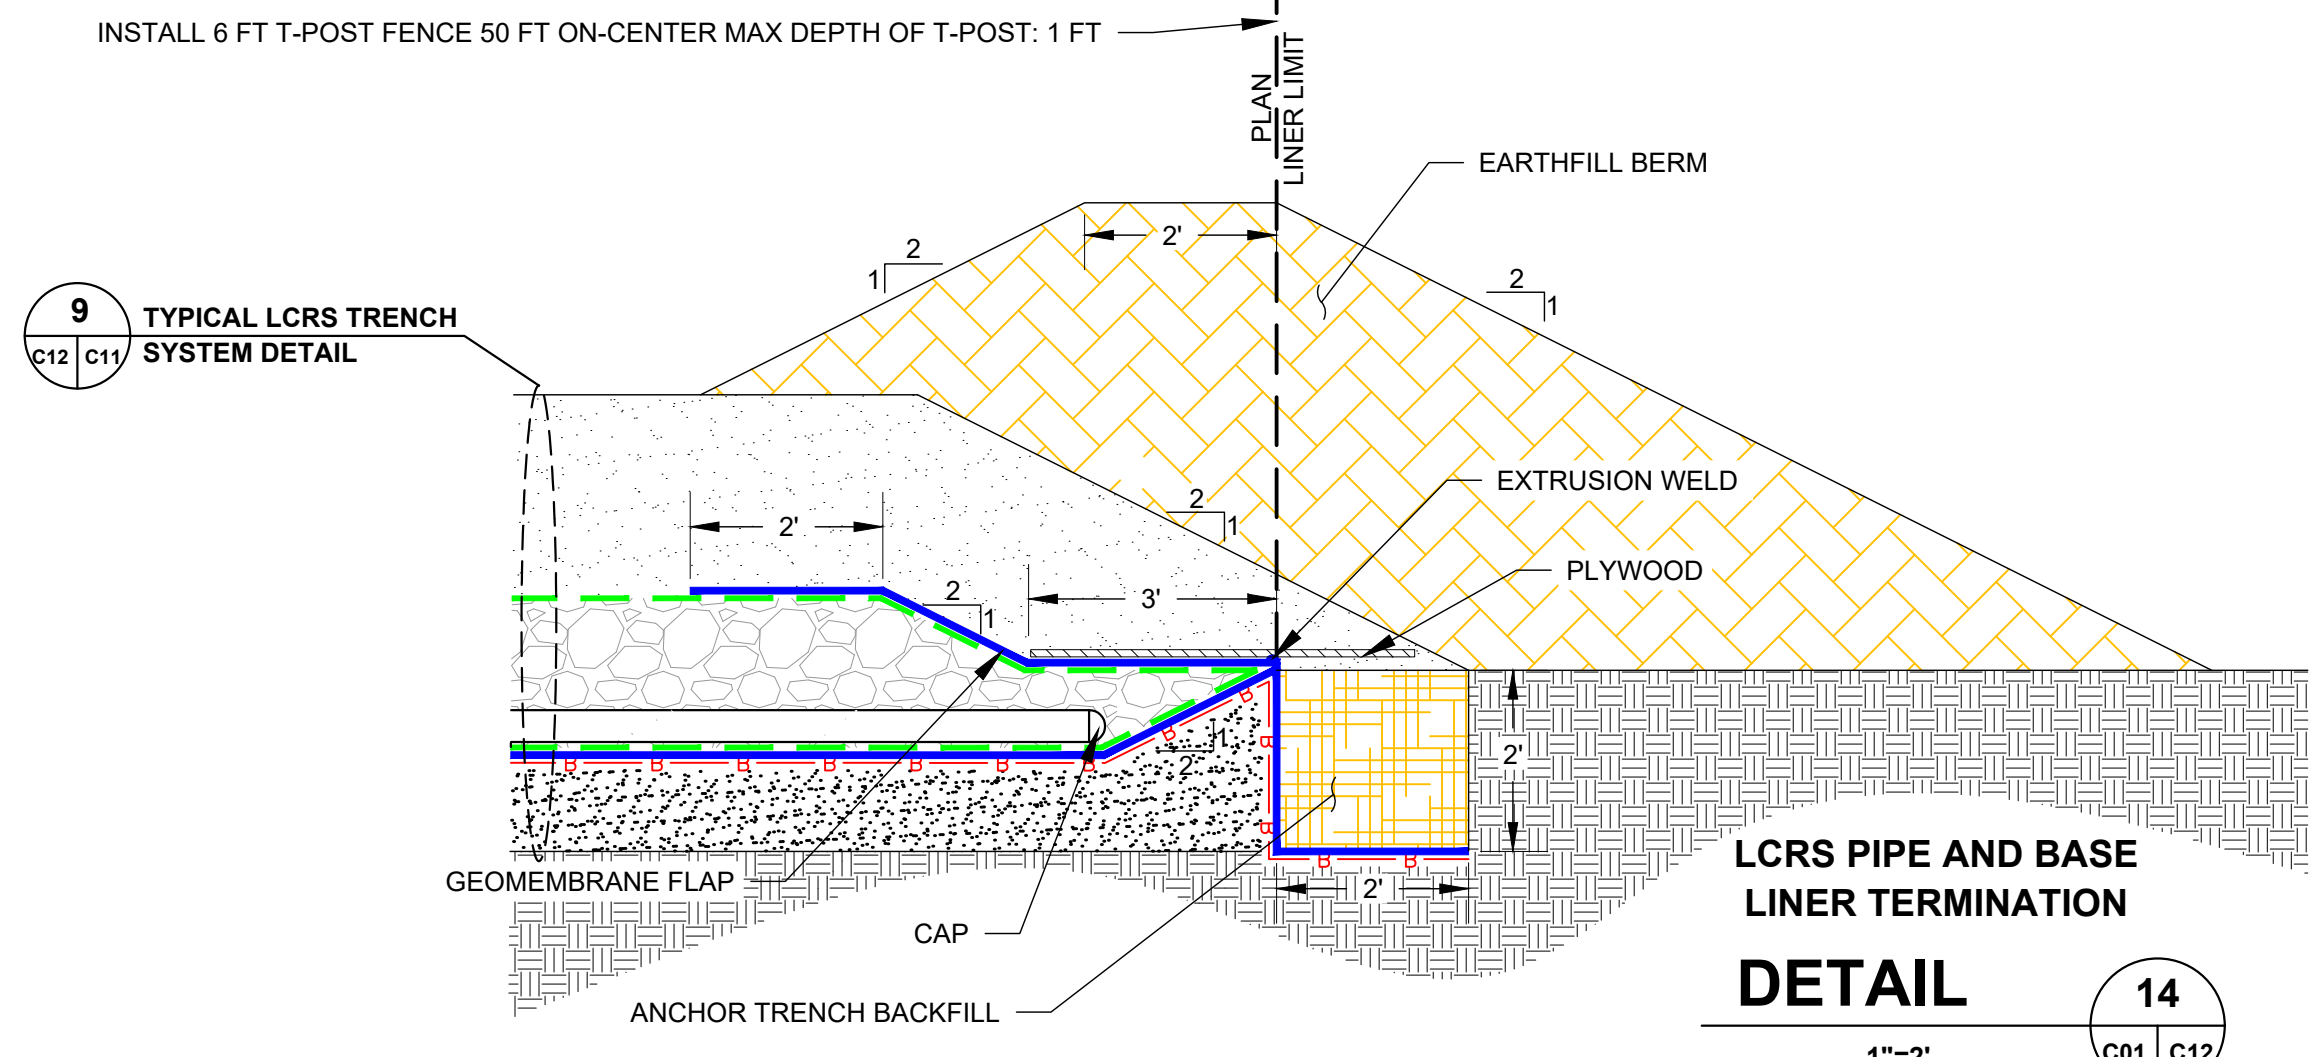 INSTALL 6 FT T-POST FENCE 50 FT ON-CENTER MAX DEPTH OF T-POST: 1 FT
PLAN
LINER LIMIT
EARTHFILL BERM
2'
2
1
2
1
9
C12 C11
TYPICAL LCRS TRENCH
SYSTEM DETAIL
EXTRUSION WELD
2
1
2'
PLYWOOD
2
1
3'
B
B
B
1
2
2'
B B B B B B B
B
B B
GEOMEMBRANE FLAP
2'
CAP
ANCHOR TRENCH BACKFILL
LCRS PIPE AND BASE
LINER TERMINATION
DETAIL
14
1"=2'
C01 C12